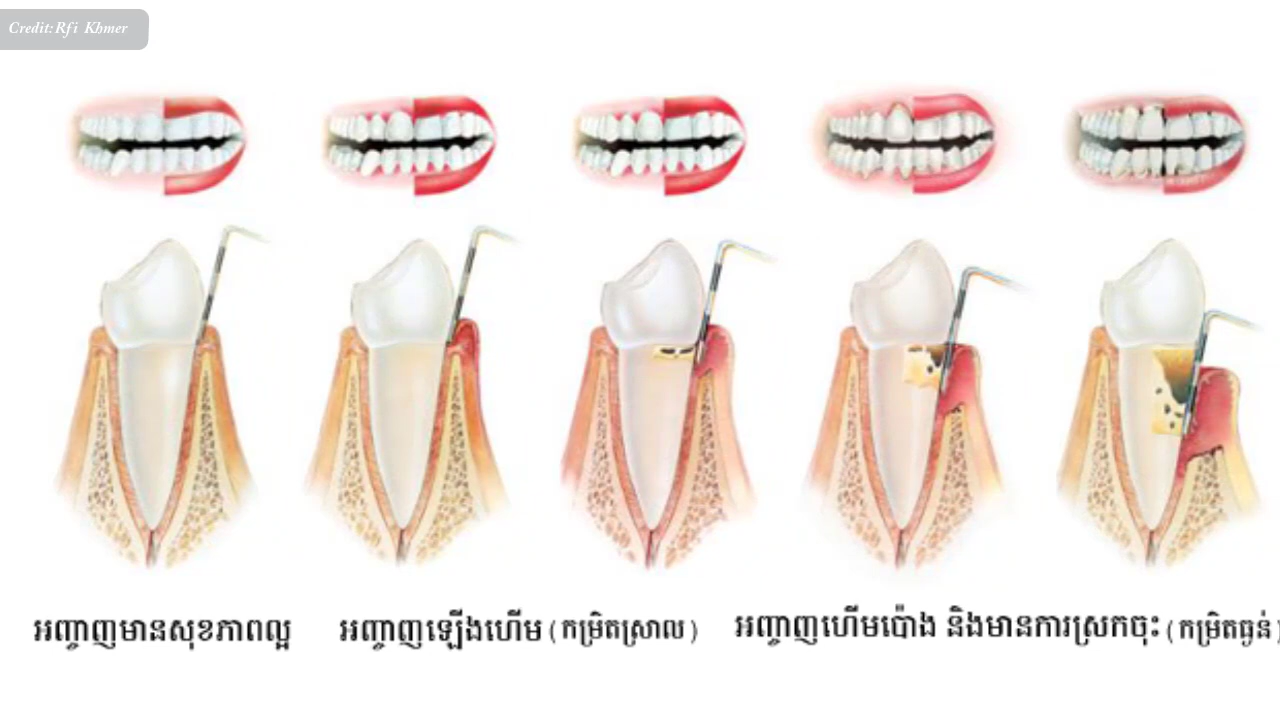 Credit:Rfi Khmer
អញ្ចាញមានសុខភាពល្អ
អញ្ចាញឡើងហើម ( កម្រិតស្រាល )
អញ្ចាញហើមប៉ោង និងមានការស្រកចុះ ( កម្រិតធ្ងន់ )